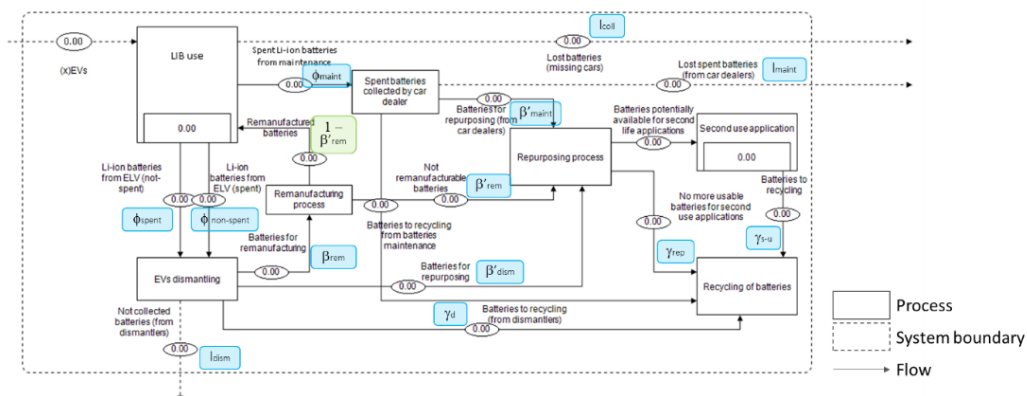 0.00
(x)EVs
LIB use
0.00
Spent Li-ion batteries
from maintenance
ϕmaint
0.00
Spent batteries
collected by car
dealer
lcoll
0.00
Lost batteries
(missing cars)
Lost spent batteries
(from car dealers)
lmaint
0.00
0.00
Batteries for
repurposing (from
car dealers)
β'maint
Batteries potentially
available for second
life applications
0.00
Second use application
0.00
Remanufactured
batteries
1 –
β'rem
0.00
Repurposing process
Li-ion batteries
from ELV (not-
spent)
Li-ion
batteries from
ELV (spent)
0.00
0.00
ϕspent
ϕnon-spent
Remanufacturing
process
Not
remanufacturable
batteries
0.00
β'rem
0.00
Batteries to recycling
from batteries
maintenance
No more usable
batteries for second
use applications
0.00
Batteries to
recycling
0.00
γs-u
γrep
Batteries for
remanufacturing
0.00
βrem
EVs dismantling
Batteries for
repurposing
0.00
β'dism
Recycling of batteries
Not collected
batteries (from
dismantlers)
0.00
ldism
γd
0.00
Batteries to recycling
(from dismantlers)
Process
System boundary
Flow